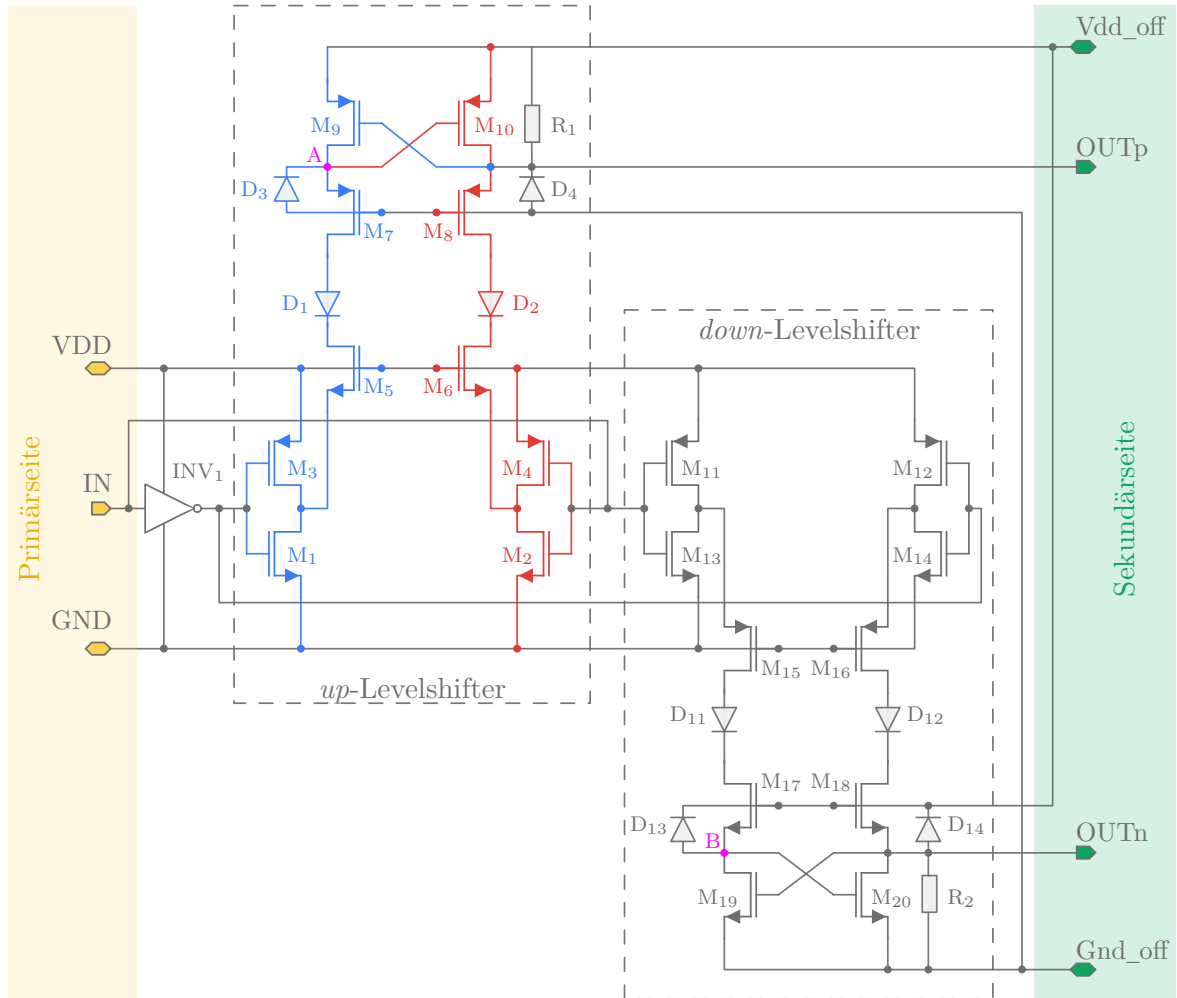 Vdd_off
M9
M10
R1
A
OUTp
D3
D4
M7
M8
D1
D2
down-Levelshifter
VDD
M5
M6
Primärseite
IN
INV1
M3
M4
M11
M12
Sekundärseite
M1
M2
M13
M14
GND
M15
M16
up-Levelshifter
D11
D12
M17
M18
D13
D14
B
OUTn
M19
M20
R2
Gnd_off